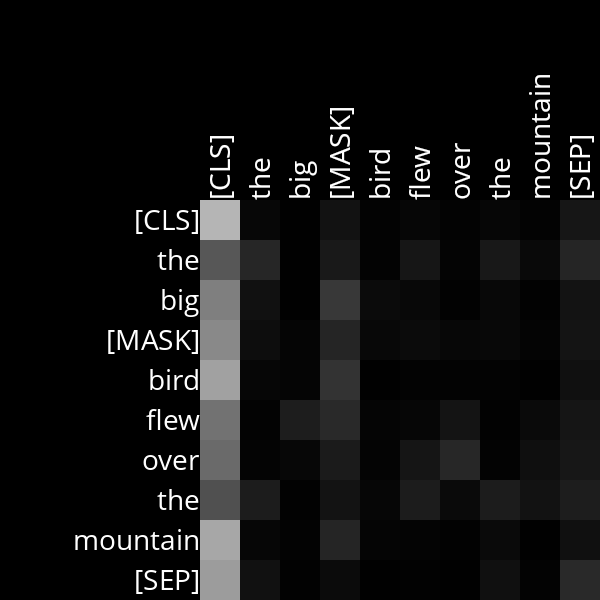 [CLS]
the
big
[MASK]
bird
flew
over
the
mountain
[SEP]
[CLS]
the
big
[MASK]
bird
flew
over
the
mountain
[SEP]